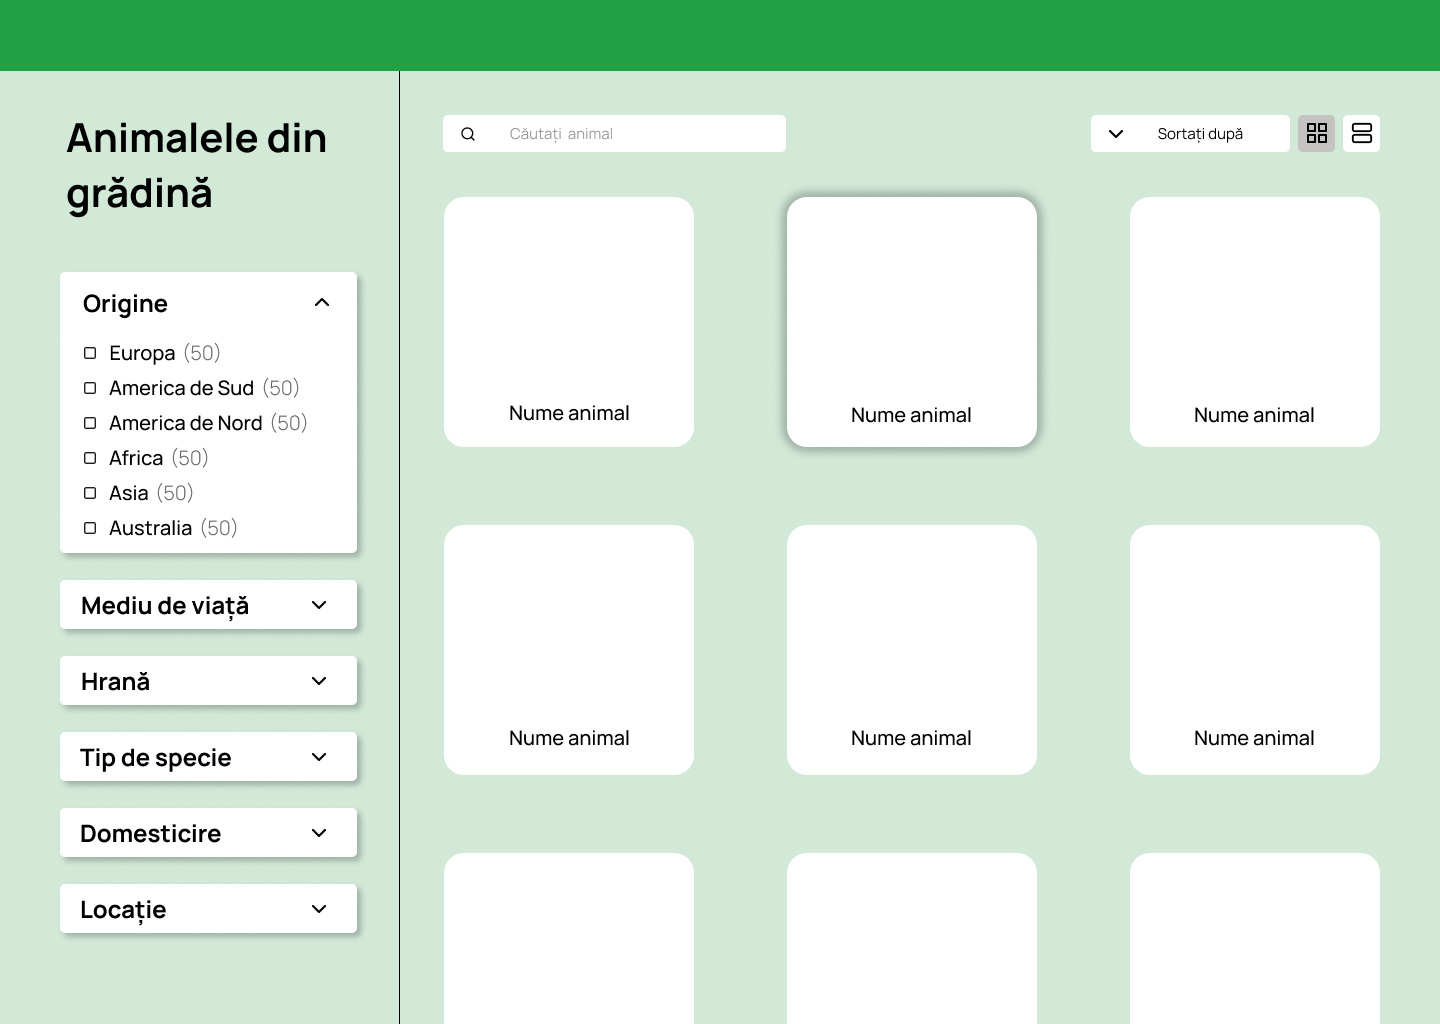 Animalele din
grădină
Origine
Europa (50)
America de Sud (50)
America de Nord (50)
Africa (50)
Asia (50)
Australia (50)
Mediu de viață
Hrană
Tip de specie
Domesticire
Locație
Căutați animal
Sortați după
Nume animal
Nume animal
Nume animal
Nume animal
Nume animal
Nume animal